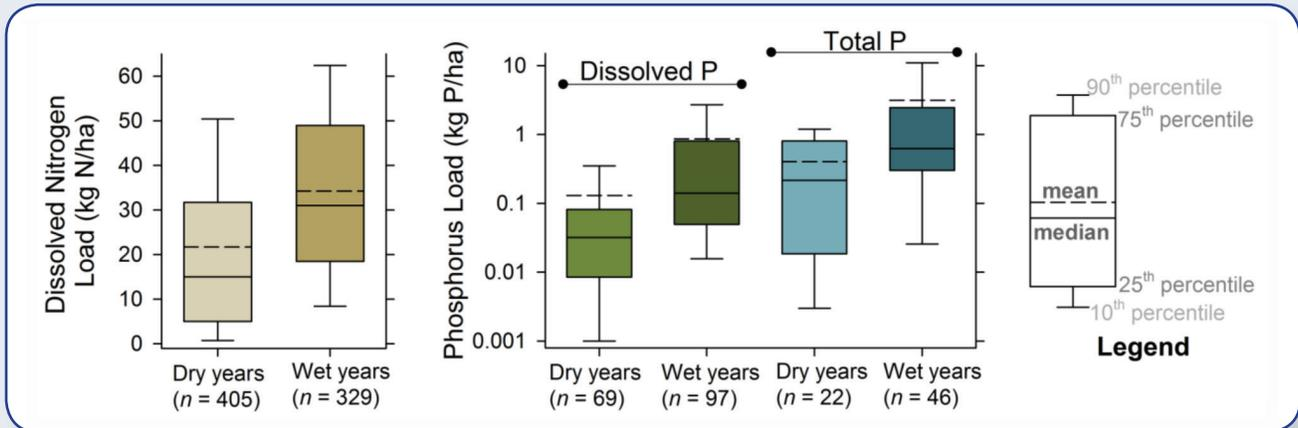 Dissolved Nitrogen
Load (kg N/ha)
60
50
40
30
20
10
0
Dry years
(n = 405)
Wet years
(n = 329)
Phosphorus Load (kg P/ha)
10
1
0.1
0.01
0.001
Dissolved P
Total P
Dry years
(n = 69)
Wet years
(n = 97)
Dry years
(n = 22)
Wet years
(n = 46)
90th percentile
75th percentile
mean
median
25th percentile
10th percentile
Legend